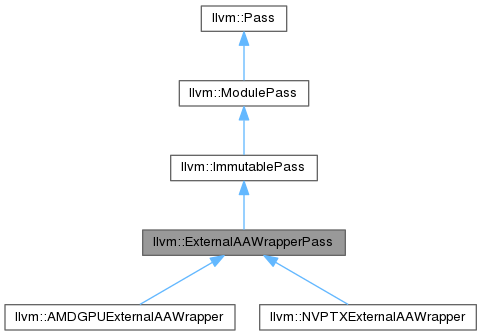 llvm::Pass
llvm::ModulePass
llvm::ImmutablePass
llvm::ExternalAAWrapperPass
llvm::AMDGPUExternalAAWrapper
llvm::NVPTXExternalAAWrapper